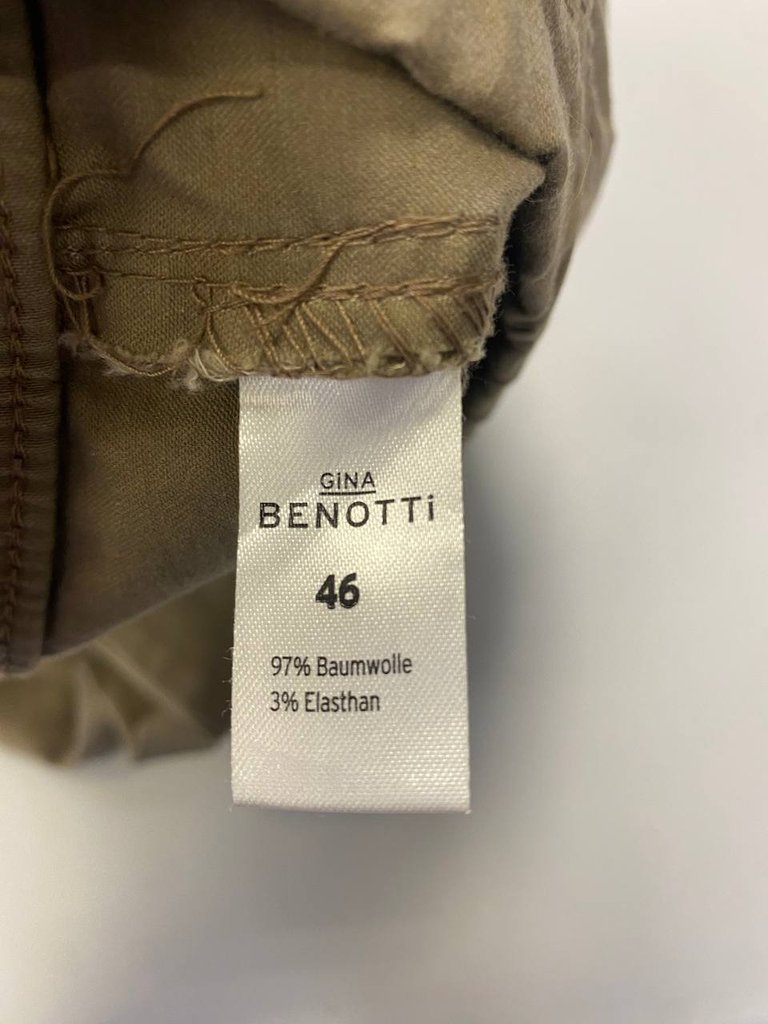 GiNA
BENOTTi
46
97% Baumwolle
3% Elasthan